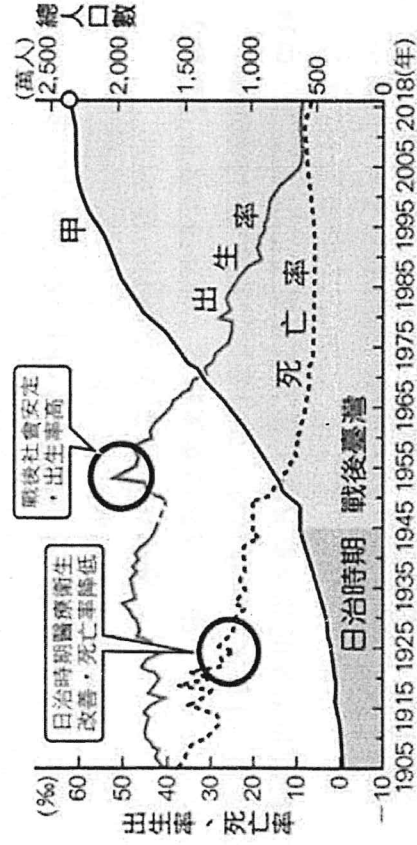 (萬人)
總人口數
2,500
2,000
1,500
1,000
500
0
甲
出生率
死亡率
戰後社會安定
，出生率高
日治時期醫療衛生
改善，死亡率降低
日治時期
戰後臺灣
(‰)
60
50
40
30
20
10
0
-10
出生率、死亡率
1905 1915 1925 1935 1945 1955 1965 1975 1985 1995 2005 2018(年)